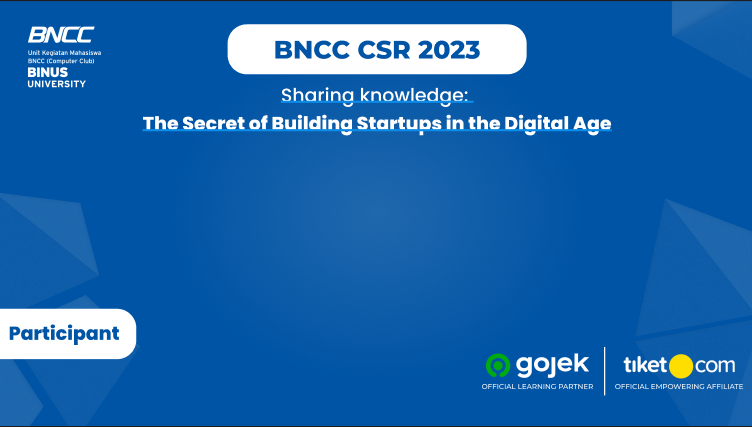 BNCC
Unit Kegiatan Mahasiswa
BNCC (Computer Club)
BINUS
UNIVERSITY
BNCC CSR 2023
Sharing knowledge:
The Secret of Building Startups in the Digital Age
Participant
gojek
OFFICIAL LEARNING PARTNER
tiket.com
OFFICIAL EMPOWERING AFFILIATE